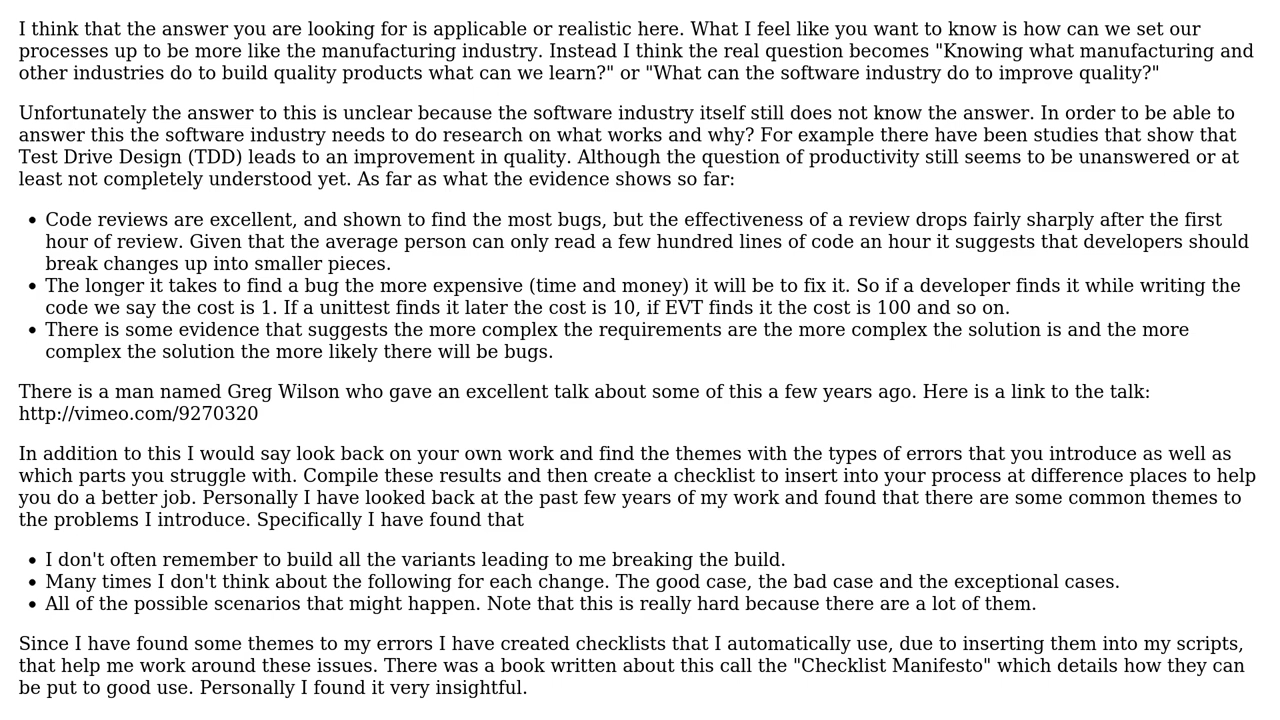 I think that the answer you are looking for is applicable or realistic here. What I feel like you want to know is how can we set our
processes up to be more like the manufacturing industry. Instead I think the real question becomes "Knowing what manufacturing and
other industries do to build quality products what can we learn?" or "What can the software industry do to improve quality?"
Unfortunately the answer to this is unclear because the software industry itself still does not know the answer. In order to be able to
answer this the software industry needs to do research on what works and why? For example there have been studies that show that
Test Drive Design (TDD) leads to an improvement in quality. Although the question of productivity still seems to be unanswered or at
least not completely understood yet. As far as what the evidence shows so far:
• Code reviews are excellent, and shown to find the most bugs, but the effectiveness of a review drops fairly sharply after the first
hour of review. Given that the average person can only read a few hundred lines of code an hour it suggests that developers should
break changes up into smaller pieces.
• The longer it takes to find a bug the more expensive (time and money) it will be to fix it. So if a developer finds it while writing the
code we say the cost is 1. If a unittest finds it later the cost is 10, if EVT finds it the cost is 100 and so on.
• There is some evidence that suggests the more complex the requirements are the more complex the solution is and the more
complex the solution the more likely there will be bugs.
There is a man named Greg Wilson who gave an excellent talk about some of this a few years ago. Here is a link to the talk:
http://vimeo.com/9270320
In addition to this I would say look back on your own work and find the themes with the types of errors that you introduce as well as
which parts you struggle with. Compile these results and then create a checklist to insert into your process at difference places to help
you do a better job. Personally I have looked back at the past few years of my work and found that there are some common themes to
the problems I introduce. Specifically I have found that
• I don't often remember to build all the variants leading to me breaking the build.
• Many times I don't think about the following for each change. The good case, the bad case and the exceptional cases.
• All of the possible scenarios that might happen. Note that this is really hard because there are a lot of them.
Since I have found some themes to my errors I have created checklists that I automatically use, due to inserting them into my scripts,
that help me work around these issues. There was a book written about this call the "Checklist Manifesto" which details how they can
be put to good use. Personally I found it very insightful.